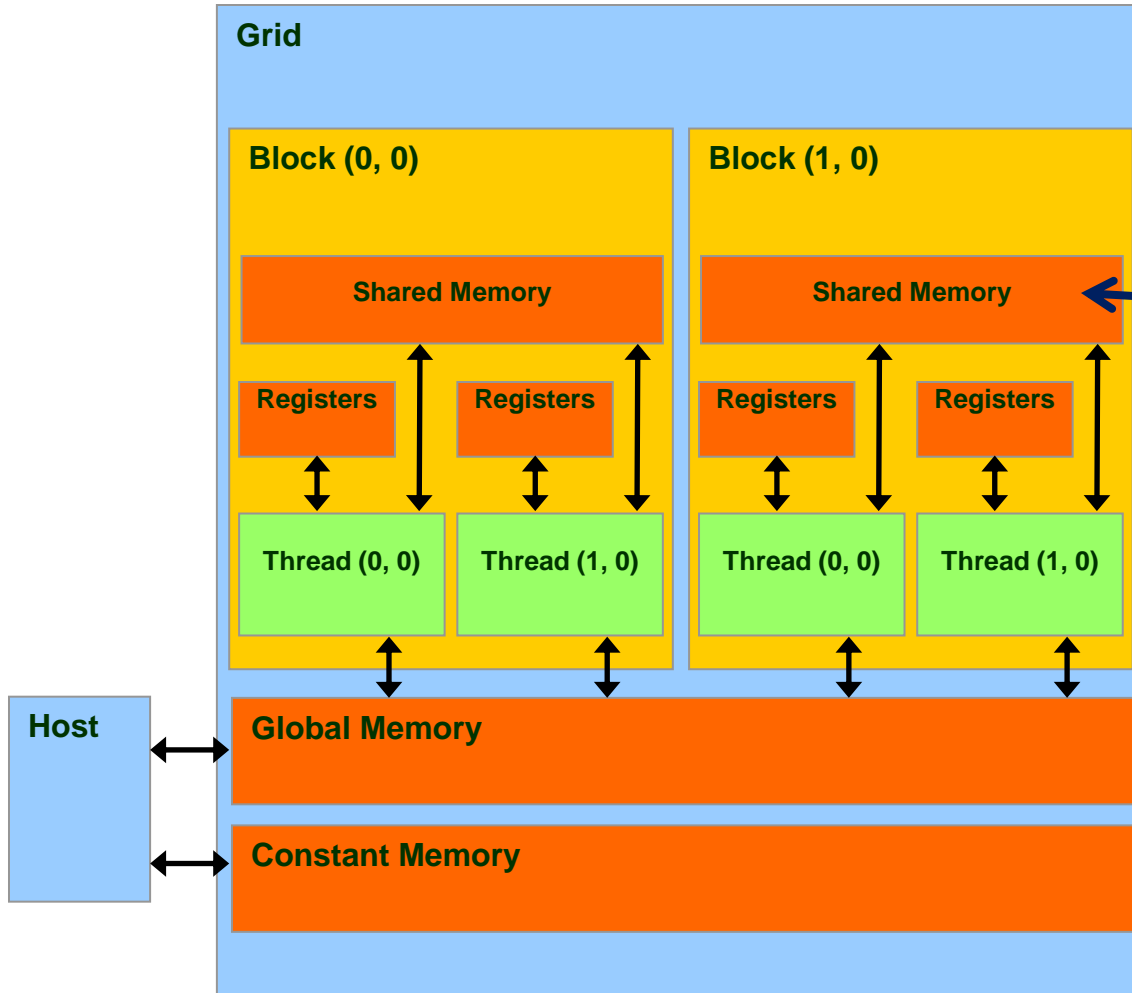 Grid
Block (0, 0)
Block (1, 0)
Shared Memory
Shared Memory
Registers
Registers
Registers
Registers
Thread (0, 0)
Thread (1, 0)
Thread (0, 0)
Thread (1, 0)
Host
Global Memory
Constant Memory